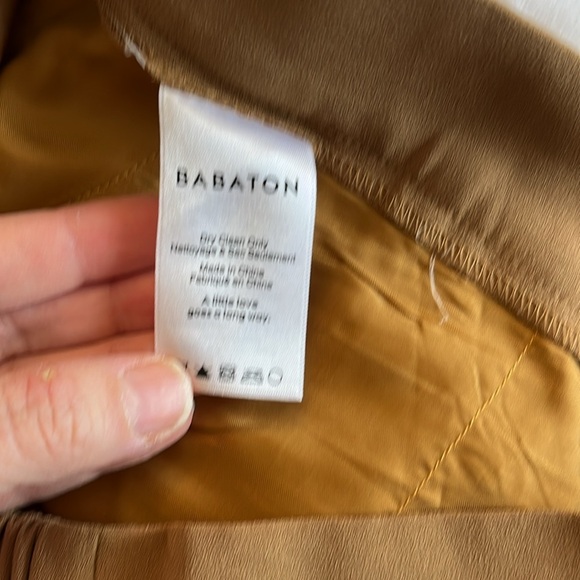 BABATON
Dry Clean Only
Nettoyage à sec Seulement
Made in China
Fabriqué en Chine
A little love
goes a long way.